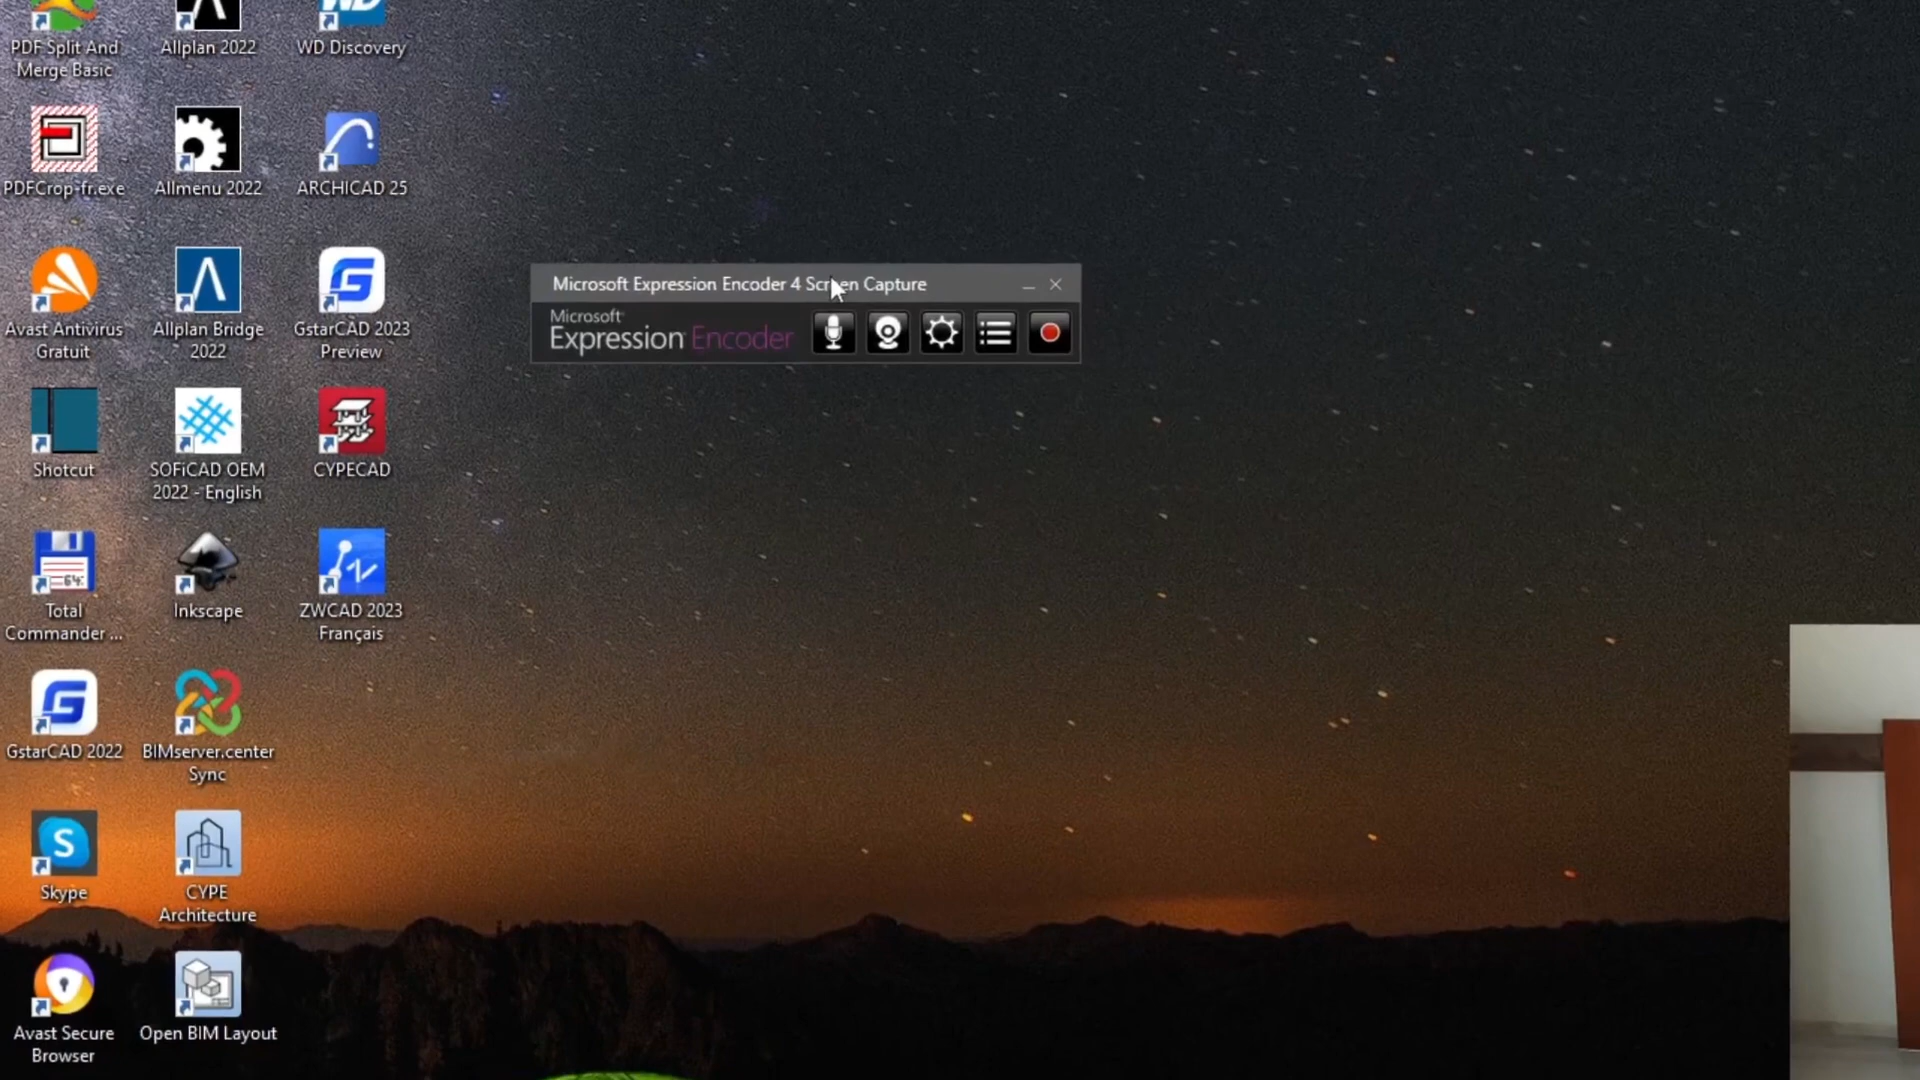 PDF Split And
Merge Basic
Allplan 2022
WD
WD Discovery
PDFCrop-fr.exe
Allmenu 2022
ARCHICAD 25
Avast Antivirus
Gratuit
Allplan Bridge
2022
GstarCAD 2023
Preview
Microsoft Expression Encoder 4 Screen Capture
Microsoft
Expression Encoder
Shotcut
SOFiCAD OEM
2022 - English
CYPECAD
64
Total
Commander ...
Inkscape
ZWCAD 2023
Français
GstarCAD 2022
BIMserver.center
Sync
Skype
CYPE
Architecture
Avast Secure
Browser
Open BIM Layout